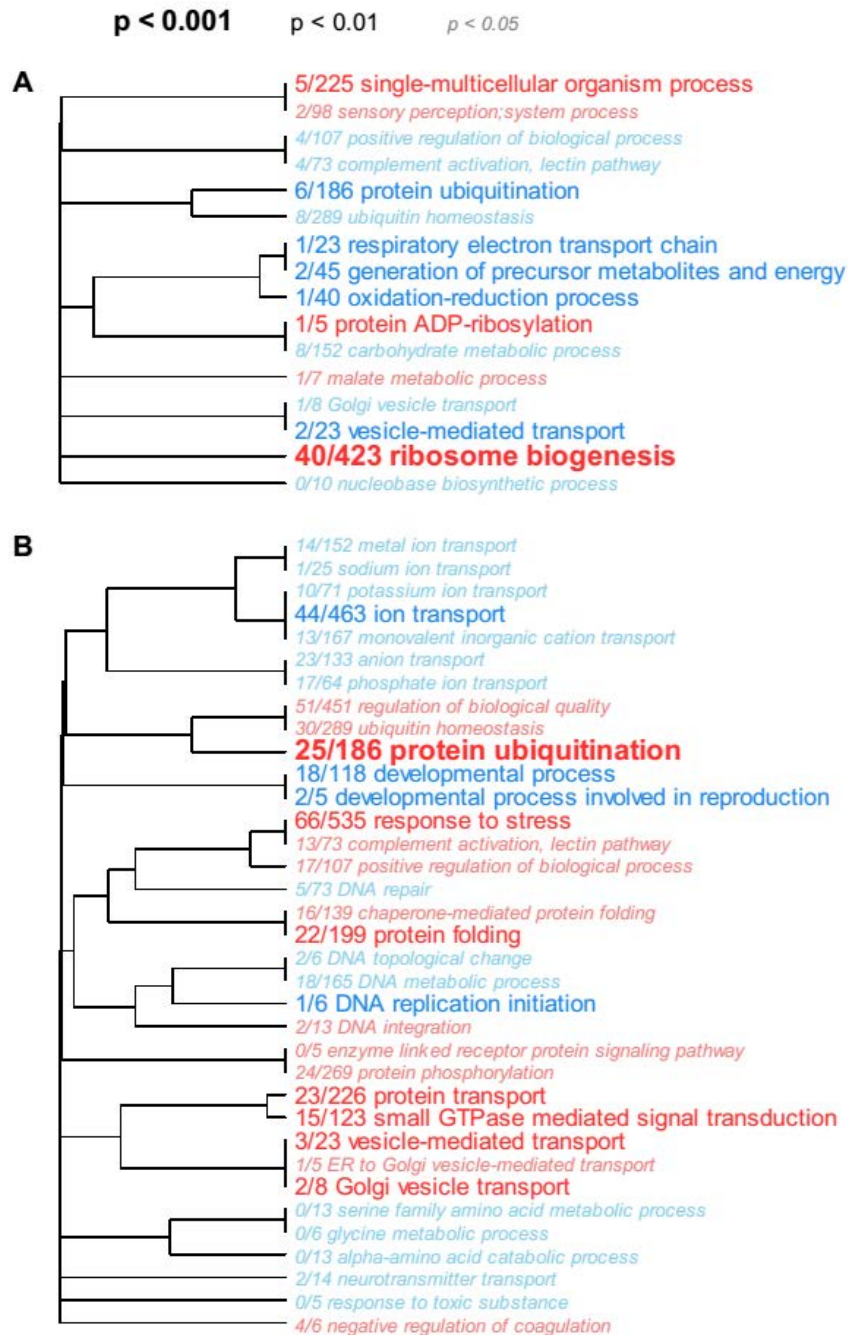 p < 0.001 p < 0.01 p < 0.05
A
5/225 single-multicellular organism process
2/98 sensory perception;system process
4/107 positive regulation of biological process
4/73 complement activation, lectin pathway
6/186 protein ubiquitination
8/289 ubiquitin homeostasis
1/23 respiratory electron transport chain
2/45 generation of precursor metabolites and energy
1/40 oxidation-reduction process
1/5 protein ADP-ribosylation
8/152 carbohydrate metabolic process
1/7 malate metabolic process
1/8 Golgi vesicle transport
2/23 vesicle-mediated transport
40/423 ribosome biogenesis
0/10 nucleobase biosynthetic process
B
14/152 metal ion transport
1/25 sodium ion transport
10/71 potassium ion transport
44/463 ion transport
13/167 monovalent inorganic cation transport
23/133 anion transport
17/64 phosphate ion transport
51/451 regulation of biological quality
30/289 ubiquitin homeostasis
25/186 protein ubiquitination
18/118 developmental process
2/5 developmental process involved in reproduction
66/535 response to stress
13/73 complement activation, lectin pathway
17/107 positive regulation of biological process
5/73 DNA repair
16/139 chaperone-mediated protein folding
22/199 protein folding
2/6 DNA topological change
18/165 DNA metabolic process
1/6 DNA replication initiation
2/13 DNA integration
0/5 enzyme linked receptor protein signaling pathway
24/269 protein phosphorylation
23/226 protein transport
15/123 small GTPase mediated signal transduction
3/23 vesicle-mediated transport
1/5 ER to Golgi vesicle-mediated transport
2/8 Golgi vesicle transport
0/13 serine family amino acid metabolic process
0/6 glycine metabolic process
0/13 alpha-amino acid catabolic process
2/14 neurotransmitter transport
0/5 response to toxic substance
4/6 negative regulation of coagulation